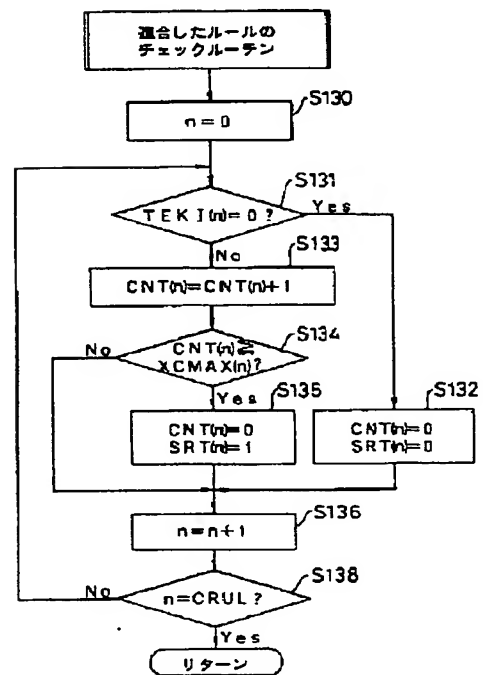 適合したルールの
チェックルーチン
S130
n=0
S131
TEKI(n)=0?
Yes
No
S133
CNT(n)=CNT(n)+1
S134
No
CNT(n)≧
XCMAX(n)?
Yes
S135
CNT(n)=0
SRT(n)=1
S132
CNT(n)=0
SRT(n)=0
S136
n=n+1
S138
No
n=CRUL?
Yes
リターン